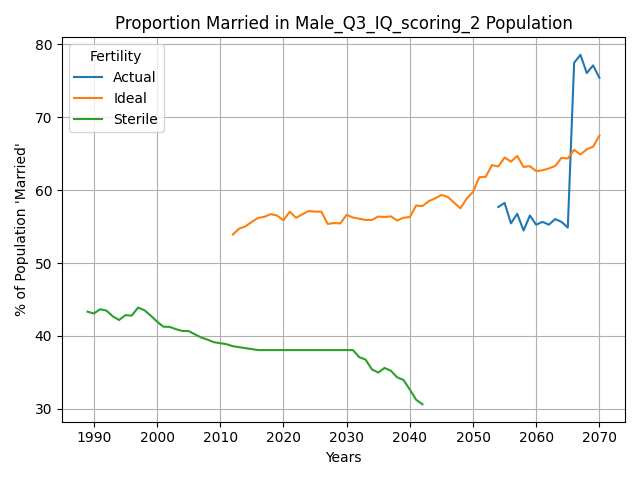 Proportion Married in Male_Q3_IQ_scoring_2 Population
% of Population 'Married'
80
70
60
50
40
30
Fertility
Actual
Ideal
Sterile
1990 2000 2010 2020 2030 2040 2050 2060 2070
Years